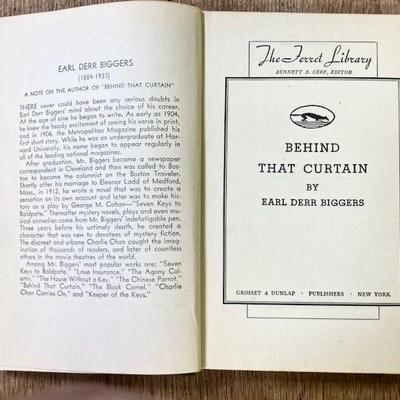 EARL DERR BIGGERS
(1884-1933)
A NOTE ON THE AUTHOR OF "BEHIND THAT CURTAIN"
THERE never could have been any serious doubts in
Earl Derr Biggers' mind about the choice of his career.
At the age of nine he began to write. As early as 1904,
he knew the heady excitement of seeing his verse in print,
and in 1906, the Metropolitan Magazine published his
first short story. While he was an undergraduate at Har-
vard University, his name began to appear regularly in
all of the leading national magazines.
After graduation, Mr. Biggers became a newspaper
correspondent in Cleveland and then was called to Bos-
ton to become the columnist on the Boston Traveler.
Shortly after his marriage to Eleanor Ladd of Medford,
Mass., in 1912, he wrote a novel that was to create a
sensation on its own account and later was to make his-
tory as a play by George M. Cohan—"Seven Keys to
Baldpate." Thereafter mystery novels, plays and even mu-
sical comedies came from Mr. Biggers' indefatigable pen.
Three years before his untimely death, he created a
character that was new to devotees of mystery fiction.
The discreet and urbane Charlie Chan caught the imagi-
nation of thousands of readers, and later of countless
others in the movie theatres of the world.
Among Mr. Biggers' most popular works are: "Seven
Keys to Baldpate," "Love Insurance," "The Agony Col-
umn," "The House Without a Key," "The Chinese Parrot,"
"Behind That Curtain," "The Black Camel," "Charlie
Chan Carries On," and "Keeper of the Keys."
The Ferret Library
BENNETT A. CERF, EDITOR
BEHIND
THAT CURTAIN
BY
EARL DERR BIGGERS
GROSSET & DUNLAP · PUBLISHERS · NEW YORK